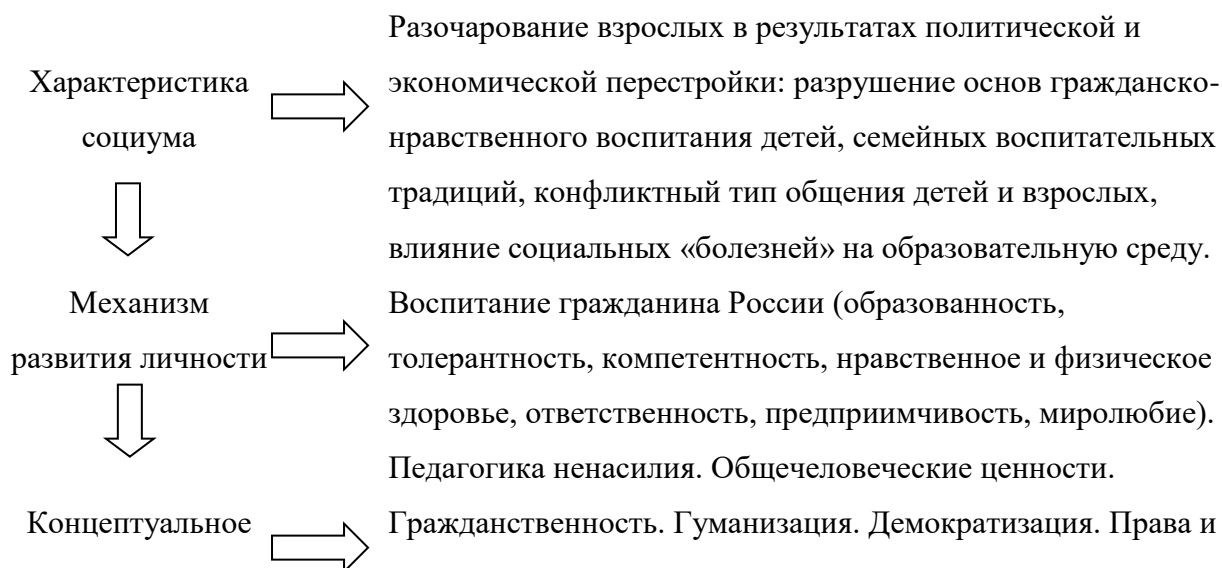 Характеристика
социума
Разочарование взрослых в результатах политической и
экономической перестройки: разрушение основ гражданско-
нравственного воспитания детей, семейных воспитательных
традиций, конфликтный тип общения детей и взрослых,
влияние социальных «болезней» на образовательную среду.
Механизм
развития личности
Воспитание гражданина России (образованность,
толерантность, компетентность, нравственное и физическое
здоровье, ответственность, предприимчивость, миролюбие).
Педагогика ненасилия. Общечеловеческие ценности.
Концептуальное
Гражданственность. Гуманизация. Демократизация. Права и